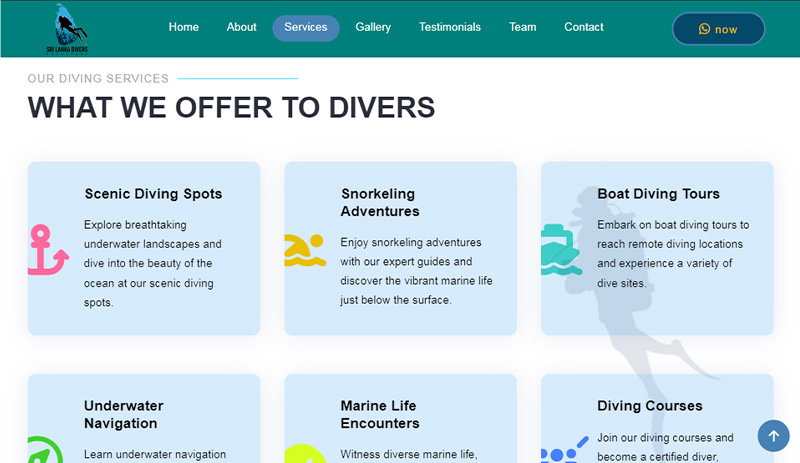 SRI LANKA DIVERS
Home About Services Gallery Testimonials Team Contact
now
OUR DIVING SERVICES
WHAT WE OFFER TO DIVERS
Scenic Diving Spots
Explore breathtaking
underwater landscapes and
dive into the beauty of the
ocean at our scenic diving
spots.
Snorkeling
Adventures
Enjoy snorkeling adventures
with our expert guides and
discover the vibrant marine life
just below the surface.
Boat Diving Tours
Embark on boat diving tours to
reach remote diving locations
and experience a variety of
dive sites.
Underwater
Navigation
Learn underwater navigation
Marine Life
Encounters
Witness diverse marine life,
Diving Courses
Join our diving courses and
become a certified diver,